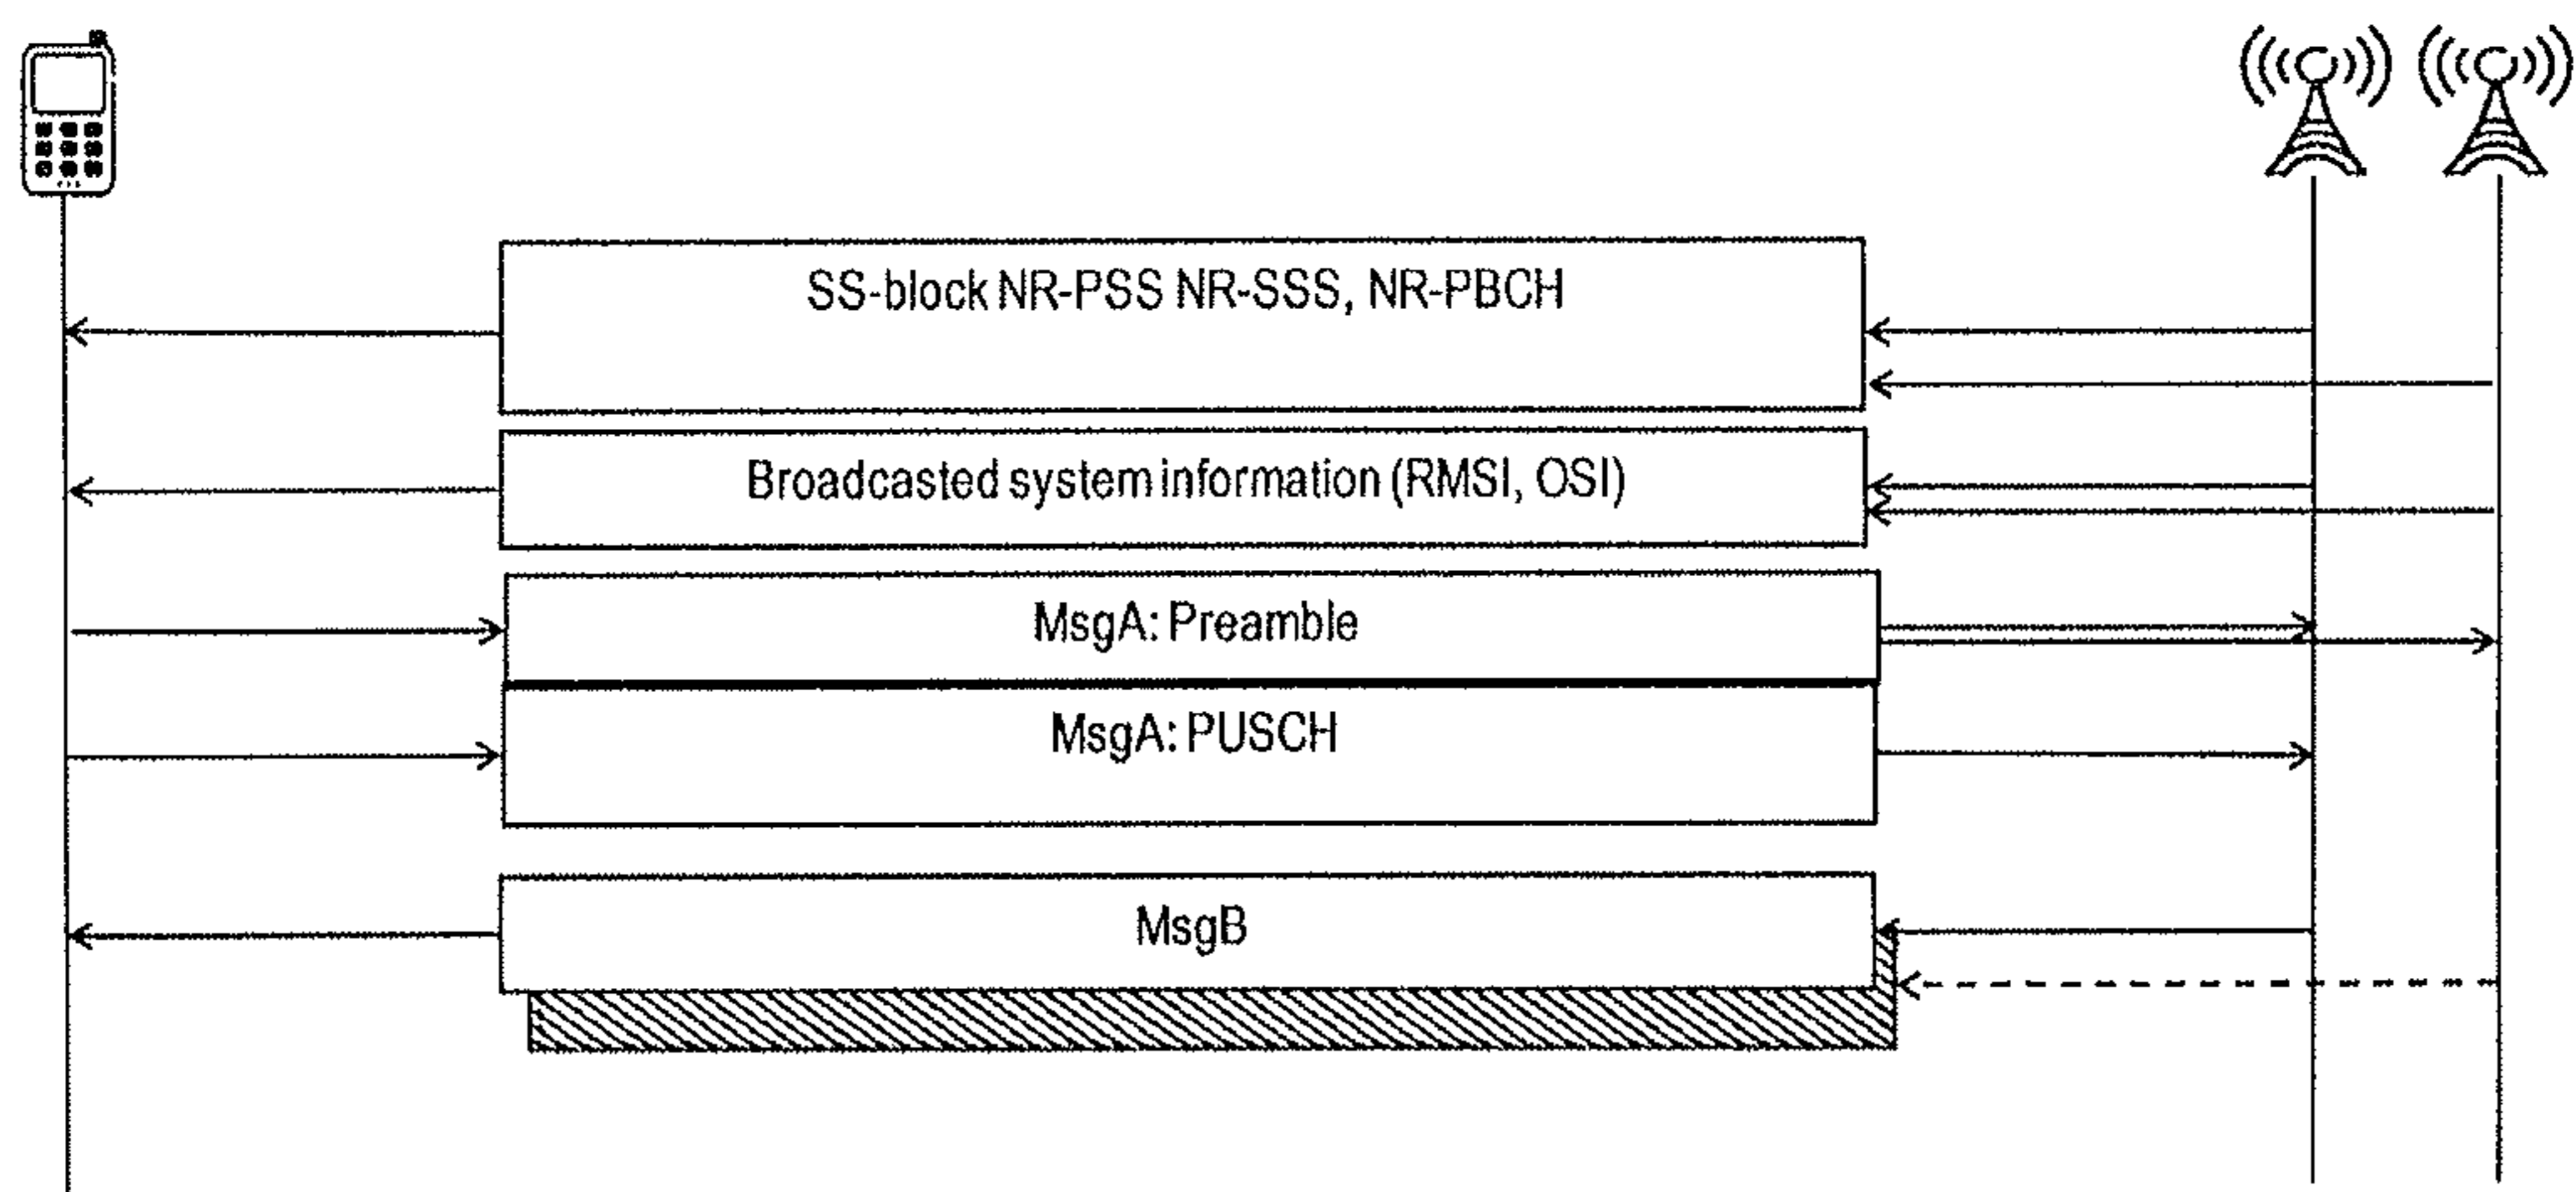 SS-block NR-PSS NR-SSS, NR-PBCH
Broadcasted system information (RMSI, OSI)
MsgA: Preamble
MsgA: PUSCH
MsgB